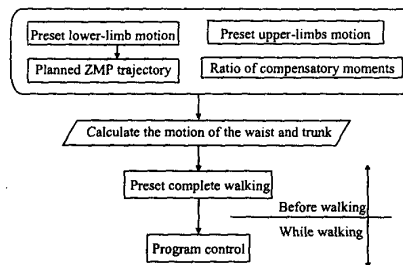 Preset lower-limb motion
Preset upper-limbs motion
Planned ZMP trajectory
Ratio of compensatory moments
Calculate the motion of the waist and trunk
Preset complete walking
Before walking
While walking
Program control